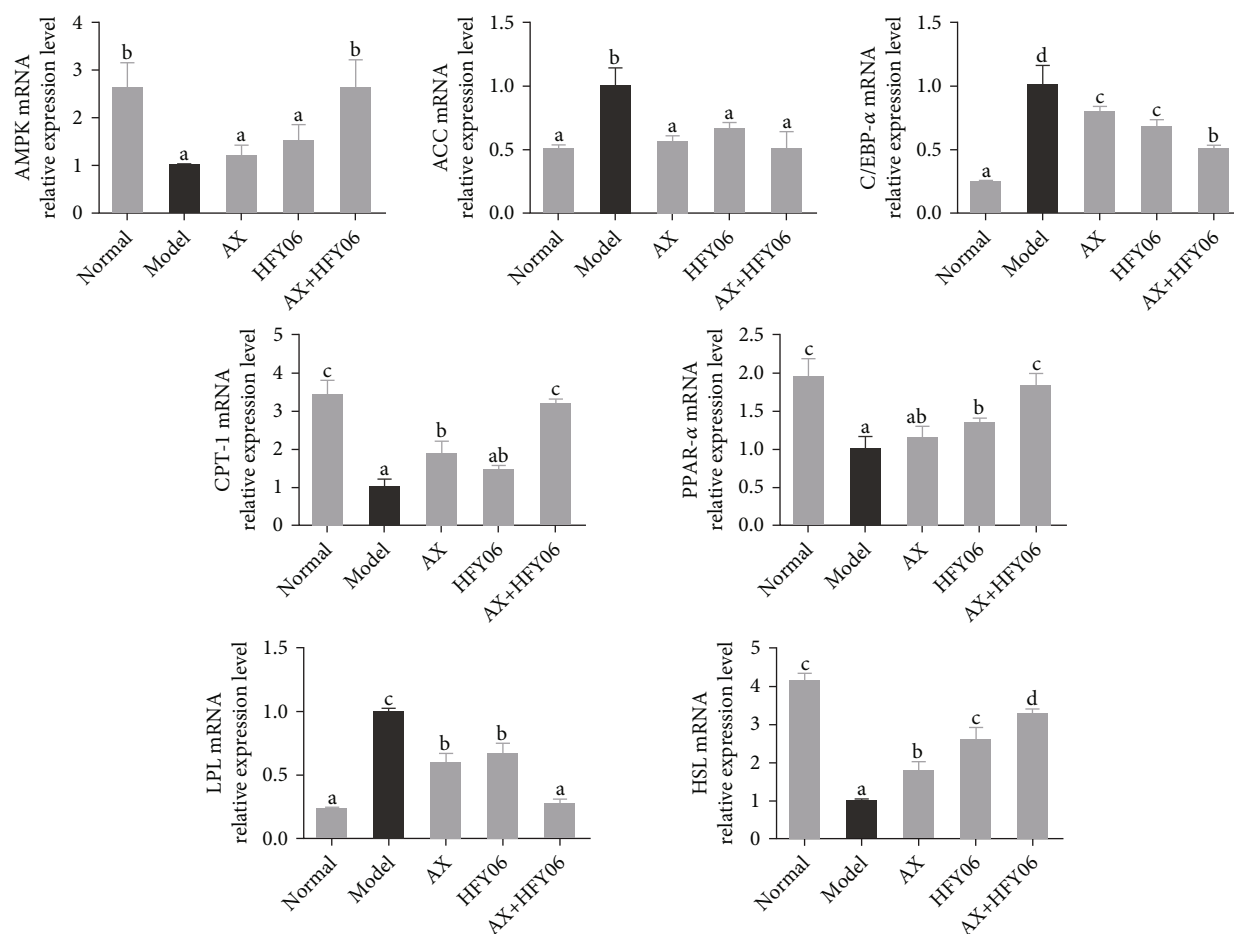 AMPK mRNA
relative expression level
4
3
2
1
0
b
a
a
a
b
Normal
Model
AX
HFY06
AX+HFY06
ACC mRNA
relative expression level
1.5
1.0
0.5
0.0
a
b
a
a
a
Normal
Model
AX
HFY06
AX+HFY06
C/EBP-α mRNA
relative expression level
1.5
1.0
0.5
0.0
a
d
c
c
b
Normal
Model
AX
HFY06
AX+HFY06
CPT-1 mRNA
relative expression level
5
4
3
2
1
0
c
a
b
ab
c
Normal
Model
AX
HFY06
AX+HFY06
PPAR-α mRNA
relative expression level
2.5
2.0
1.5
1.0
0.5
0.0
c
a
ab
b
c
Normal
Model
AX
HFY06
AX+HFY06
LPL mRNA
relative expression level
1.5
1.0
0.5
0.0
a
c
b
b
a
Normal
Model
AX
HFY06
AX+HFY06
HSL mRNA
relative expression level
5
4
3
2
1
0
c
a
b
c
d
Normal
Model
AX
HFY06
AX+HFY06